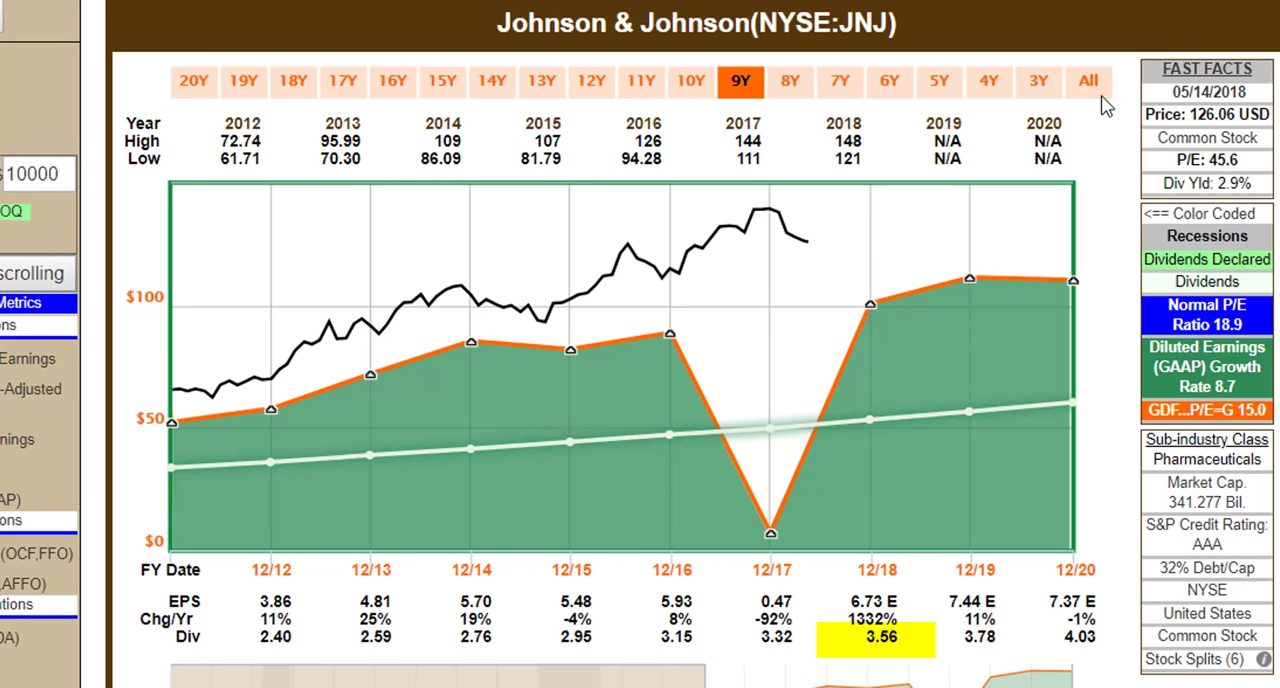 Johnson & Johnson(NYSE:JNJ)
20Y 19Y 18Y 17Y 16Y 15Y 14Y 13Y 12Y 11Y 10Y 9Y 8Y 7Y 6Y 5Y 4Y 3Y All
Year 2012 2013 2014 2015 2016 2017 2018 2019 2020
High 72.74 95.99 109 107 126 144 148 N/A N/A
Low 61.71 70.30 86.09 81.79 94.28 111 121 N/A N/A
$100
$50
$0
FY Date 12/12 12/13 12/14 12/15 12/16 12/17 12/18 12/19 12/20
EPS 3.86 4.81 5.70 5.48 5.93 0.47 6.73 E 7.44 E 7.37 E
Chg/Yr 11% 25% 19% -4% 8% -92% 1332% 11% -1%
Div 2.40 2.59 2.76 2.95 3.15 3.32 3.56 3.78 4.03
10000
OQ
scrolling
Metrics
ns
Earnings
-Adjusted
nings
AP)
ons
(OCF,FFO)
,AFFO)
tions
DA)
FAST FACTS
05/14/2018
Price: 126.06 USD
Common Stock
P/E: 45.6
Div Yld: 2.9%
<== Color Coded
Recessions
Dividends Declared
Dividends
Normal P/E
Ratio 18.9
Diluted Earnings
(GAAP) Growth
Rate 8.7
GDF...P/E=G 15.0
Sub-industry Class
Pharmaceuticals
Market Cap.
341.277 Bil.
S&P Credit Rating:
AAA
32% Debt/Cap
NYSE
United States
Common Stock
Stock Splits (6) i